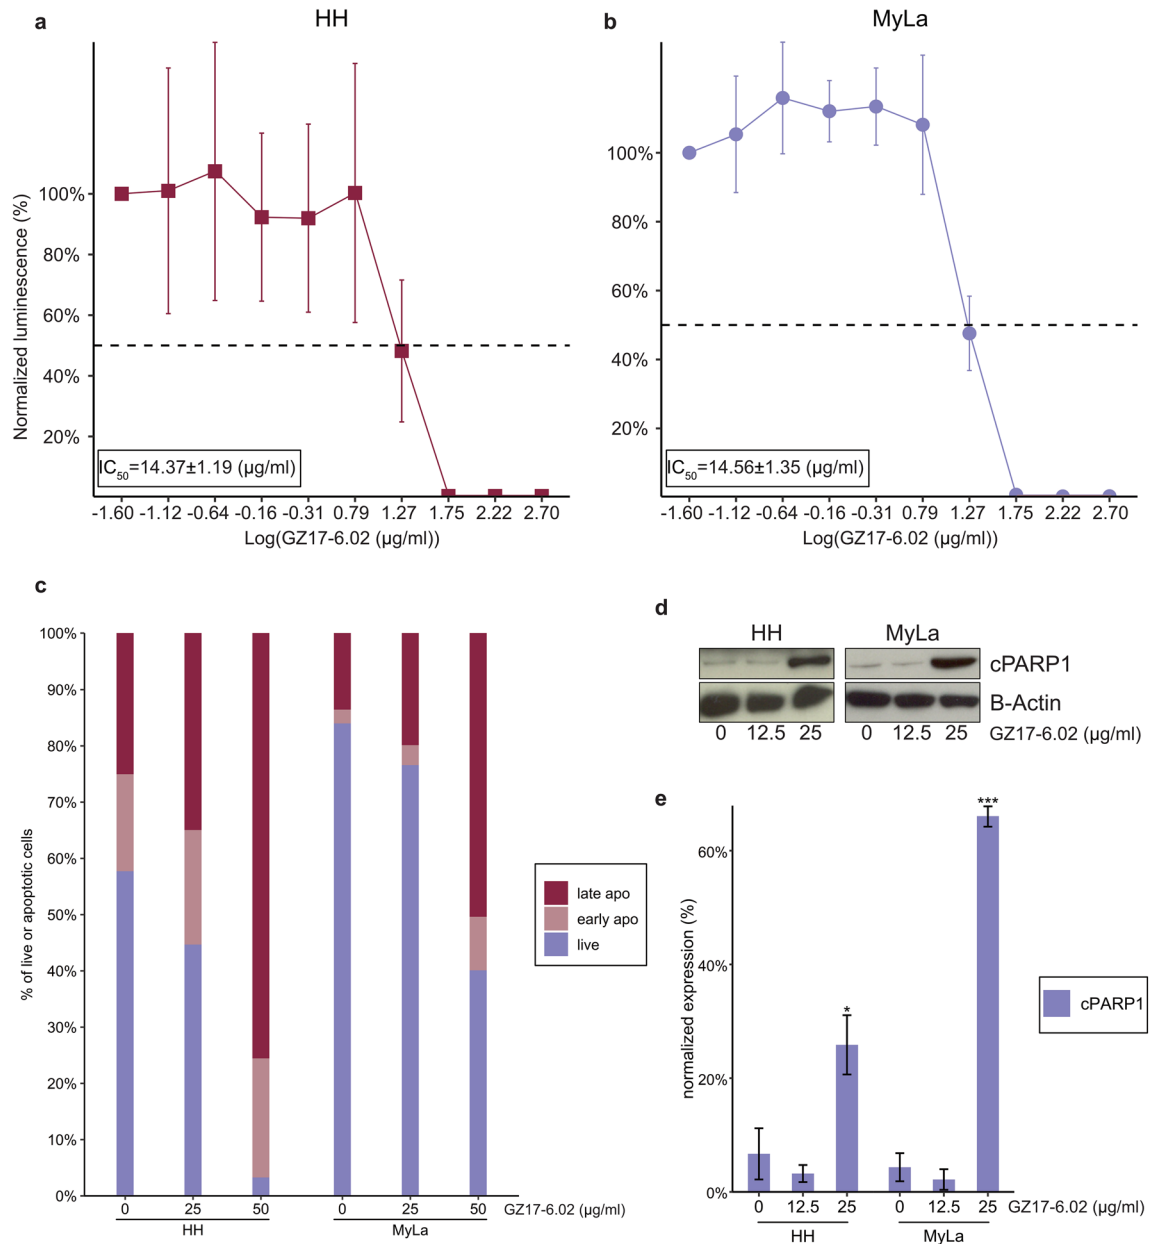 a
HH
Normalized luminescence (%)
100%
80%
60%
40%
20%
IC50=14.37±1.19 (µg/ml)
-1.60 -1.12 -0.64 -0.16 -0.31 0.79 1.27 1.75 2.22 2.70
Log(GZ17-6.02 (µg/ml))
b
MyLa
100%
80%
60%
40%
20%
IC50=14.56±1.35 (µg/ml)
-1.60 -1.12 -0.64 -0.16 -0.31 0.79 1.27 1.75 2.22 2.70
Log(GZ17-6.02 (µg/ml))
c
% of live or apoptotic cells
100%
90%
80%
70%
60%
50%
40%
30%
20%
10%
0%
0 25 50 0 25 50 GZ17-6.02 (µg/ml)
HH MyLa
late apo
early apo
live
d
HH MyLa
cPARP1
B-Actin
0 12.5 25 0 12.5 25 GZ17-6.02 (µg/ml)
e
normalized expression (%)
60%
40%
20%
0%
*
***
0 12.5 25 0 12.5 25 GZ17-6.02 (µg/ml)
HH MyLa
cPARP1